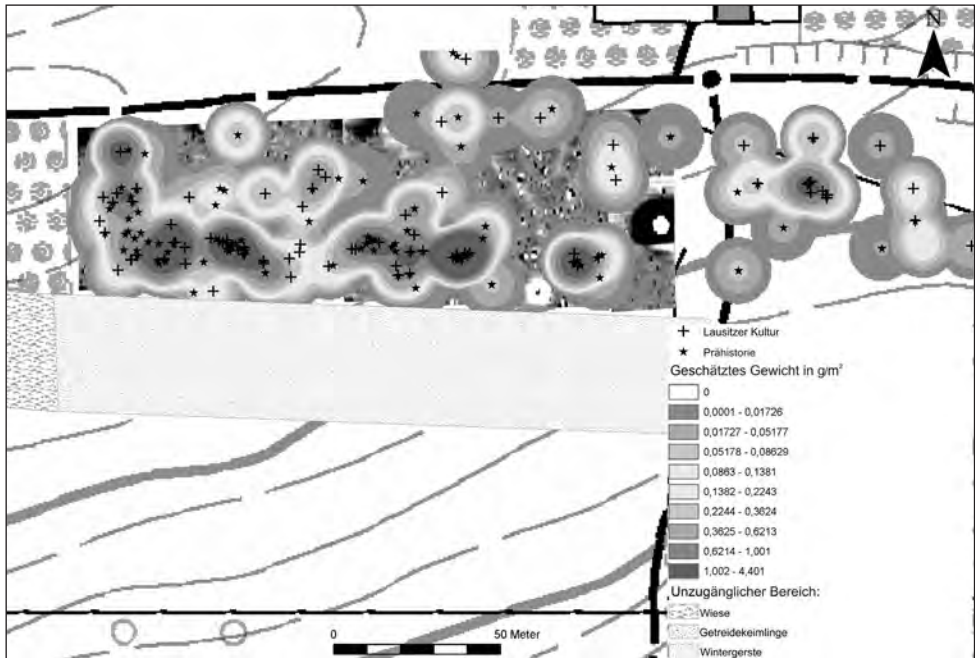 N
Lausitzer Kultur
Prähistorie
Geschätztes Gewicht in g/m²
0
0,0001 - 0,01726
0,01727 - 0,05177
0,05178 - 0,08629
0,0863 - 0,1381
0,1382 - 0,2243
0,2244 - 0,3624
0,3625 - 0,6213
0,6214 - 1,001
1,002 - 4,401
Unzugänglicher Bereich:
Wiese
Getreidekeimlinge
Wintergerste
0 50 Meter